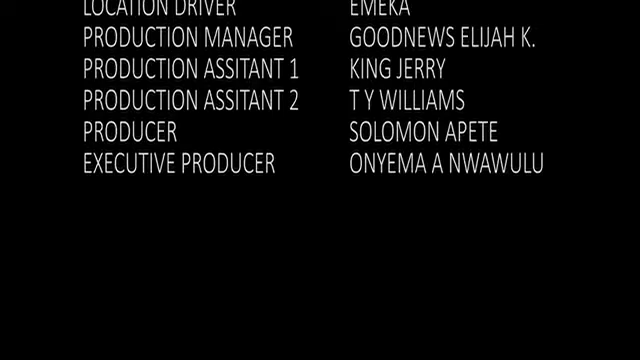 LOCATION DRIVER EMEKA
PRODUCTION MANAGER GOODNEWS ELIJAH K.
PRODUCTION ASSITANT 1 KING JERRY
PRODUCTION ASSITANT 2 T Y WILLIAMS
PRODUCER SOLOMON APETE
EXECUTIVE PRODUCER ONYEMA A NWAWULU